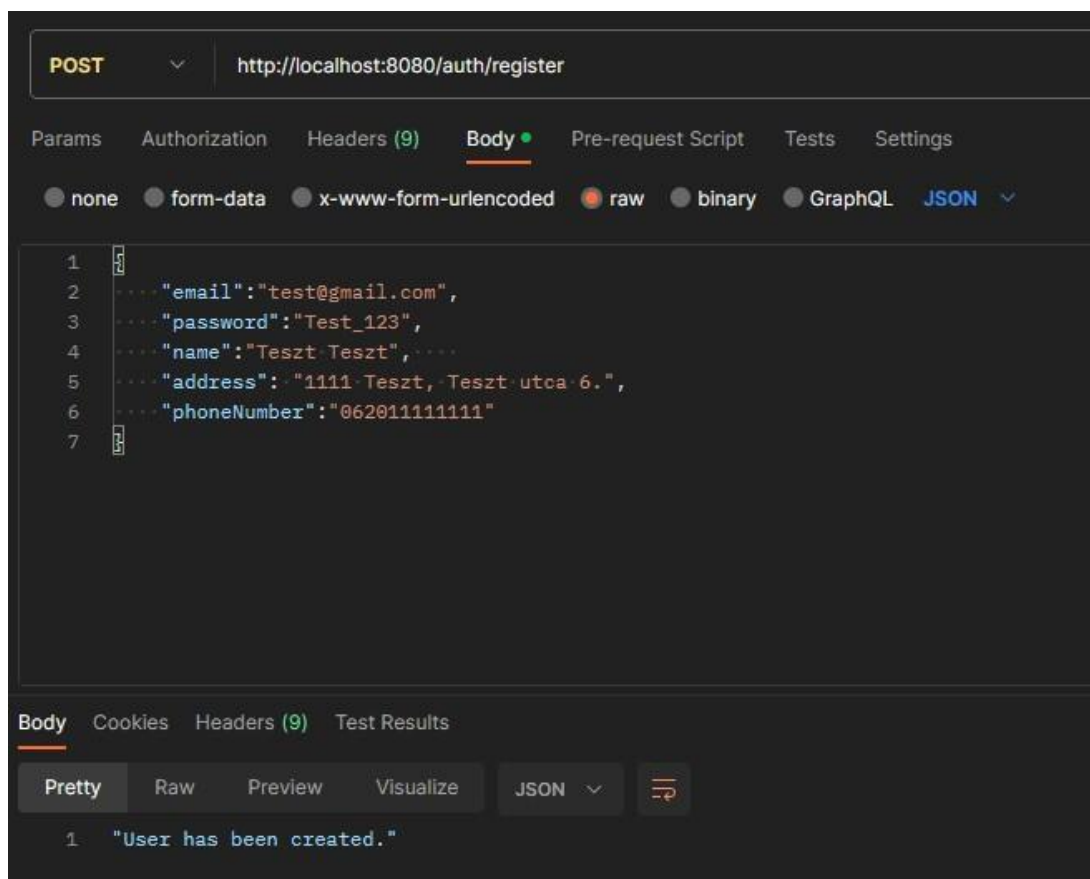 POST http://localhost:8080/auth/register
Params Authorization Headers (9) Body Pre-request Script Tests Settings
none form-data x-www-form-urlencoded raw binary GraphQL JSON
1 {
2 "email":"test@gmail.com",
3 "password":"Test_123",
4 "name":"Teszt Teszt",
5 "address": "1111 Teszt, Teszt utca 6.",
6 "phoneNumber":"062011111111"
7 }
Body Cookies Headers (9) Test Results
Pretty Raw Preview Visualize JSON
1 "User has been created."